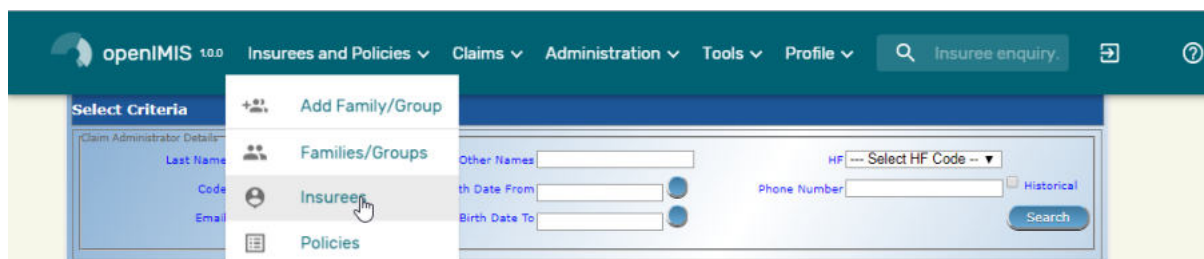 openIMIS 1.0.0 Insurees and Policies Claims Administration Tools Profile Insuree enquiry.
Add Family/Group
Families/Groups
Insurees
Policies
Select Criteria
Claim Administrator Details
Last Name Other Names HF --- Select HF Code --
Code th Date From Phone Number Historical
Email Birth Date To Search